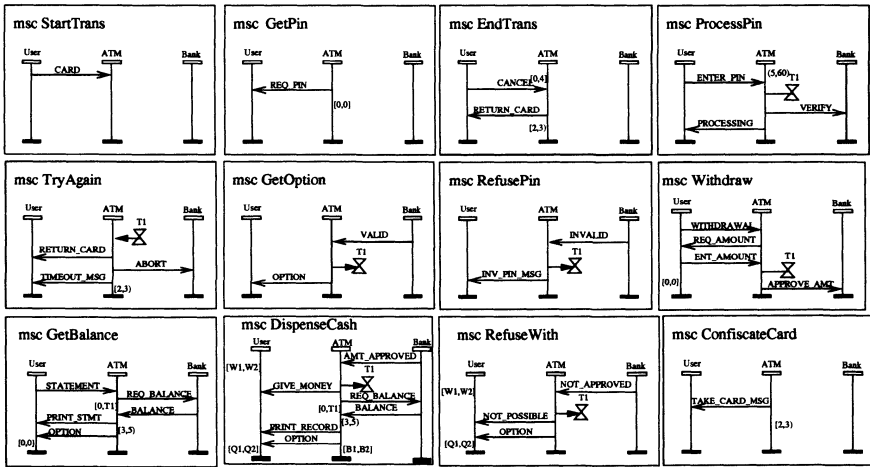 msc StartTrans
User ATM Bank
CARD
msc GetPin
User ATM Bank
REQ_PIN
[0,0]
msc EndTrans
User ATM Bank
[0,4]
CANCEL
RETURN_CARD
[2,3)
msc ProcessPin
User ATM Bank
(5,60)
T1
ENTER_PIN
VERIFY
PROCESSING
msc TryAgain
User ATM Bank
T1
RETURN_CARD
ABORT
TIMEOUT_MSG
[2,3)
msc GetOption
User ATM Bank
VALID
T1
OPTION
msc RefusePin
User ATM Bank
INVALID
T1
INV_PIN_MSG
msc Withdraw
User ATM Bank
WITHDRAWAL
REQ_AMOUNT
ENT_AMOUNT
T1
[0,0]
APPROVE_AMT
msc GetBalance
User ATM Bank
STATEMENT
REQ_BALANCE
[0,T1]
BALANCE
PRINT_STMT
[3,5)
OPTION
[0,0]
msc DispenseCash
User ATM Bank
AMT_APPROVED
[W1,W2]
T1
GIVE_MONEY
REQ_BALANCE
[0,T1]
BALANCE
[3,5)
PRINT_RECORD
OPTION
[Q1,Q2] [B1,B2]
msc RefuseWith
User ATM Bank
[W1,W2]
NOT_APPROVED
T1
NOT_POSSIBLE
OPTION
[Q1,Q2]
msc ConfiscateCard
User ATM Bank
TAKE_CARD_MSG
[2,3)